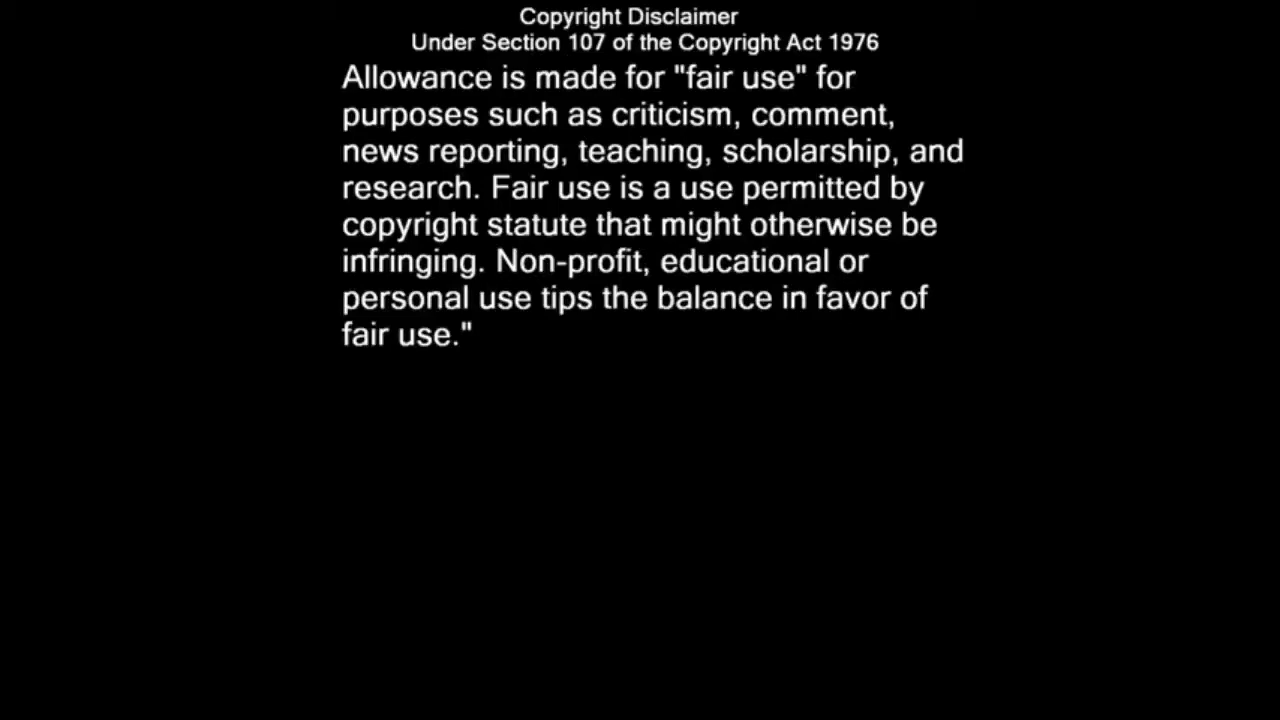 Copyright Disclaimer
Under Section 107 of the Copyright Act 1976
Allowance is made for "fair use" for
purposes such as criticism, comment,
news reporting, teaching, scholarship, and
research. Fair use is a use permitted by
copyright statute that might otherwise be
infringing. Non-profit, educational or
personal use tips the balance in favor of
fair use."